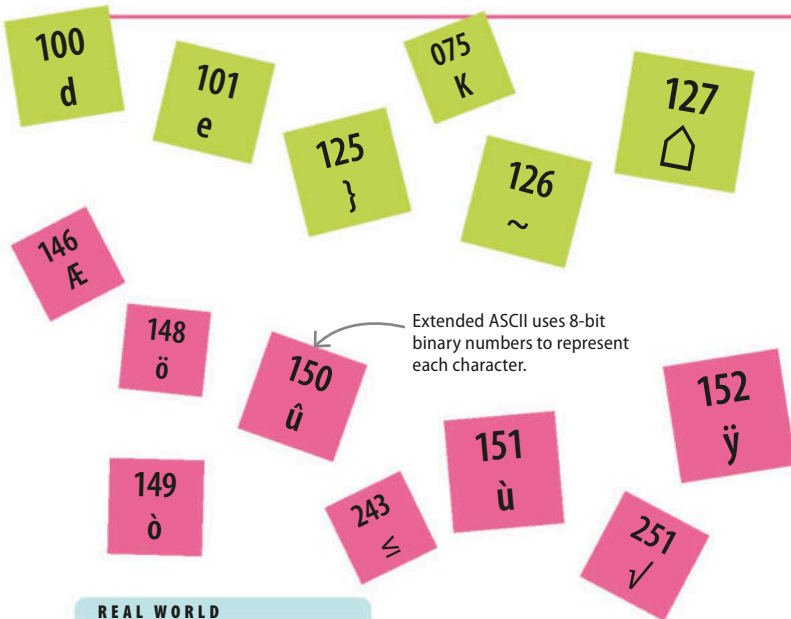 100
d
101
e
075
K
125
}
126
~
127
⌂
146
Æ
148
ö
150
û
Extended ASCII uses 8-bit
binary numbers to represent
each character.
149
ò
243
≤
151
ù
152
ÿ
251
√
REAL WORLD